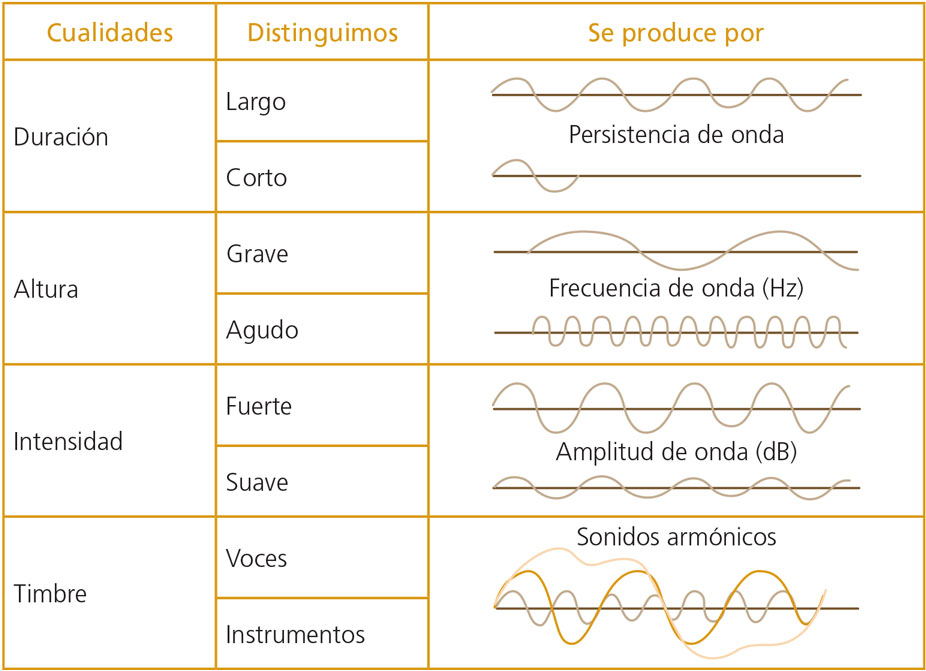 Cualidades
Distinguimos
Se produce por
Duración
Largo
Corto
Persistencia de onda
Altura
Grave
Agudo
Frecuencia de onda (Hz)
Intensidad
Fuerte
Suave
Amplitud de onda (dB)
Timbre
Voces
Instrumentos
Sonidos armónicos